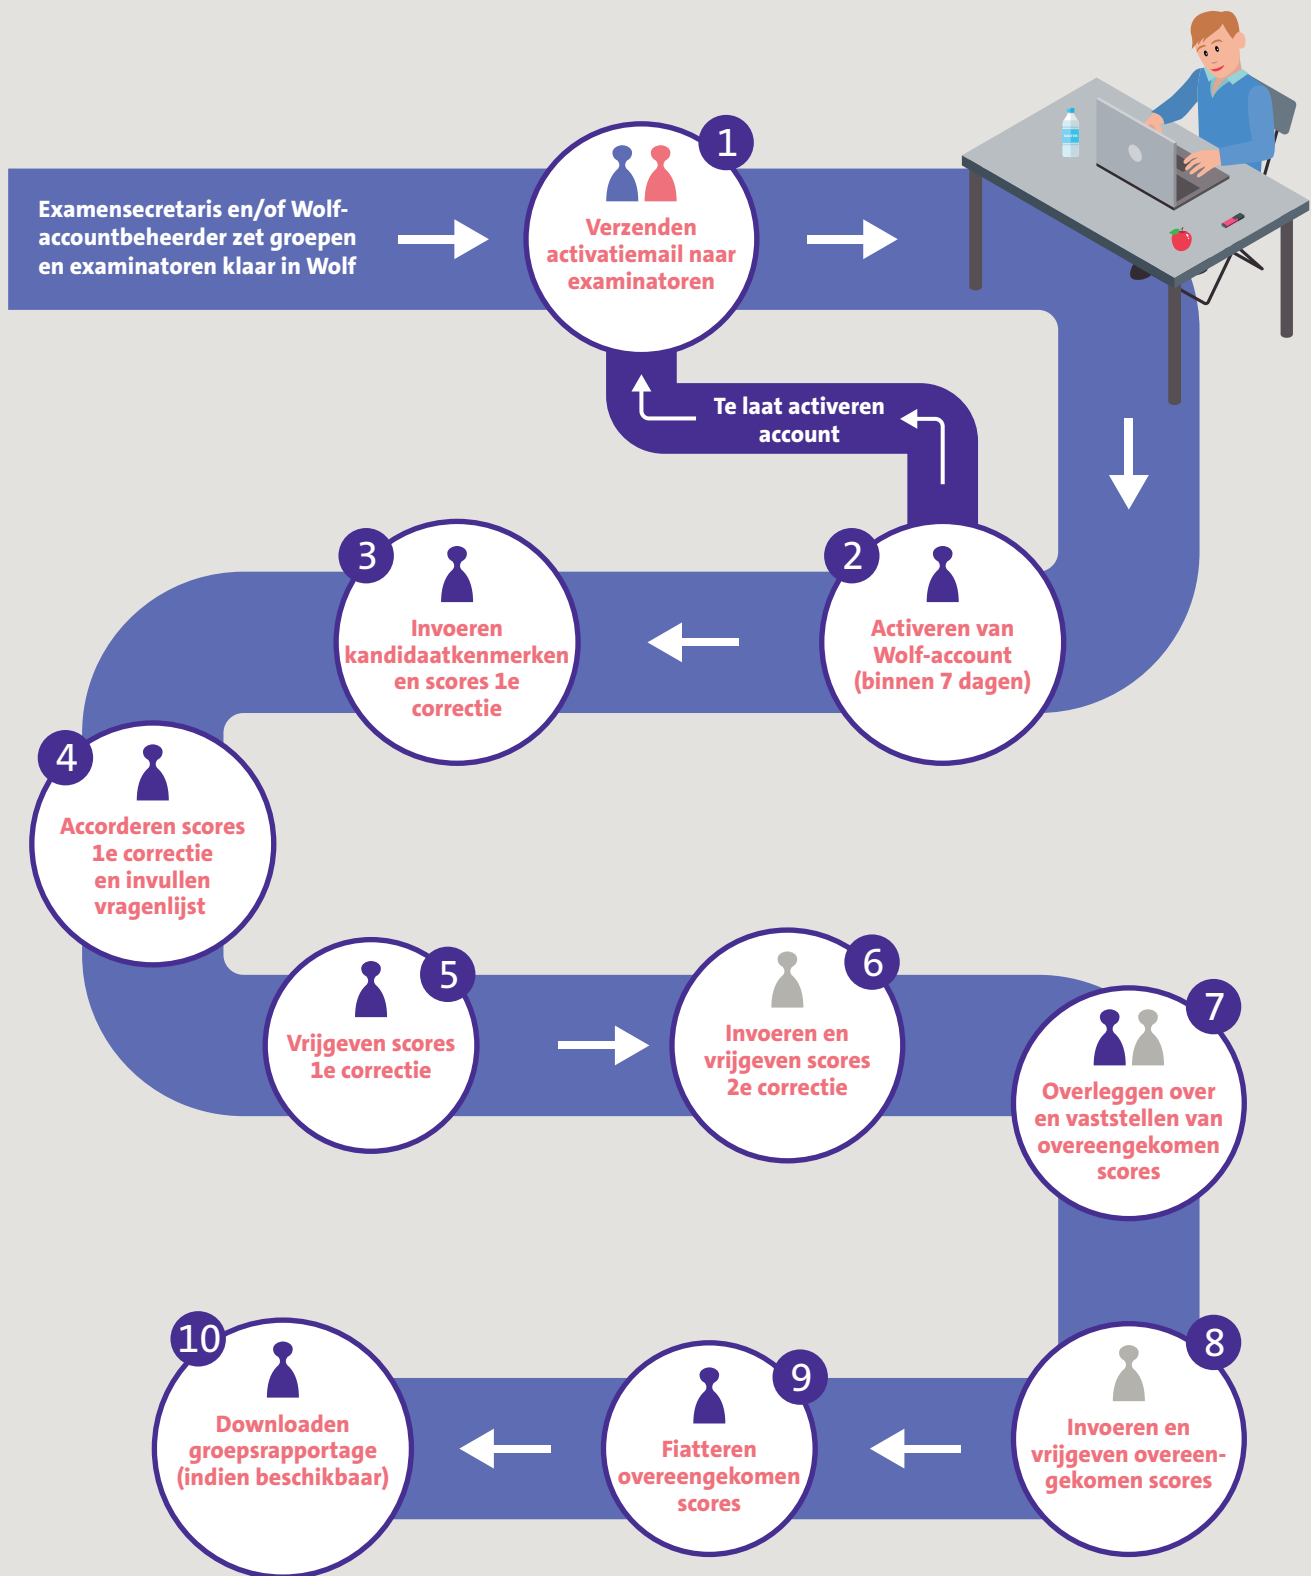 Examensecretaris en/of Wolf-
accountbeheerder zet groepen
en examinatoren klaar in Wolf
1
Verzenden
activatiemail naar
examinatoren
Te laat activeren
account
2
Activeren van
Wolf-account
(binnen 7 dagen)
3
Invoeren
kandidaatkenmerken
en scores 1e
correctie
4
Accorderen scores
1e correctie
en invullen
vragenlijst
5
Vrijgeven scores
1e correctie
6
Invoeren en
vrijgeven scores
2e correctie
7
Overleggen over
en vaststellen van
overeengekomen
scores
8
Invoeren en
vrijgeven overeen-
gekomen scores
9
Fiatteren
overeengekomen
scores
10
Downloaden
groepsrapportage
(indien beschikbaar)